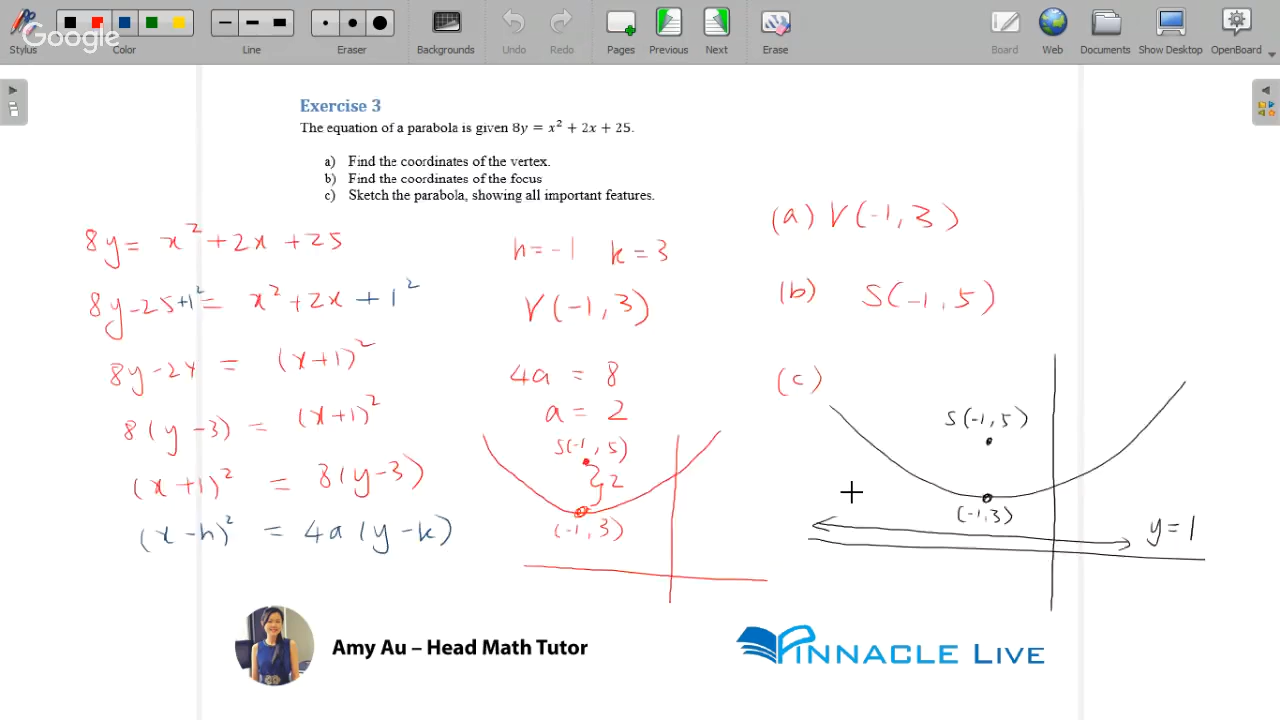 Stylus
Color
Line
Eraser
Backgrounds
Undo
Redo
Pages
Previous
Next
Erase
Board
Web
Documents
Show Desktop
OpenBoard
Google
Exercise 3
The equation of a parabola is given 8y = x² + 2x + 25.
a) Find the coordinates of the vertex.
b) Find the coordinates of the focus
c) Sketch the parabola, showing all important features.
8y = x² + 2x + 25
8y - 25 + 1² = x² + 2x + 1²
8y - 24 = (x+1)²
8(y - 3) = (x+1)²
(x+1)² = 8(y-3)
(x-h)² = 4a(y-k)
h = -1 k = 3
V(-1, 3)
4a = 8
a = 2
S(-1, 5)
2
(-1, 3)
(a) V(-1, 3)
(b) S(-1, 5)
(c)
S(-1, 5)
(-1, 3)
y = 1
Amy Au – Head Math Tutor
PINNACLE LIVE